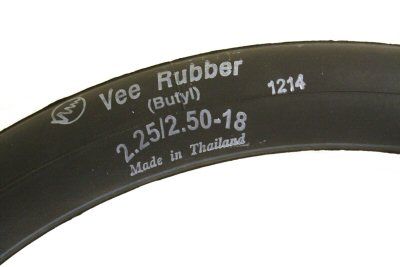 Vee Rubber
(Butyl)
1214
2.25/2.50-18
Made in Thailand